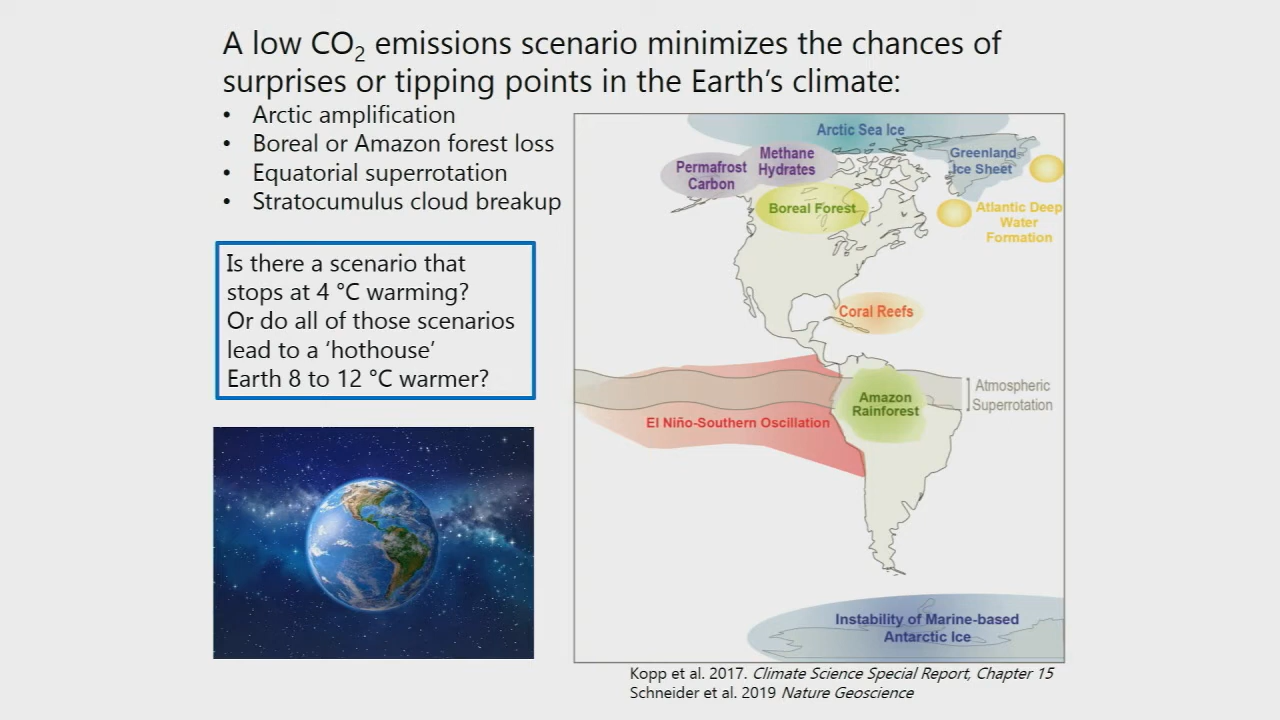 A low CO₂ emissions scenario minimizes the chances of
surprises or tipping points in the Earth's climate:
• Arctic amplification
• Boreal or Amazon forest loss
• Equatorial superrotation
• Stratocumulus cloud breakup
Is there a scenario that
stops at 4 °C warming?
Or do all of those scenarios
lead to a 'hothouse'
Earth 8 to 12 °C warmer?
Arctic Sea Ice
Methane
Hydrates
Permafrost
Carbon
Greenland
Ice Sheet
Boreal Forest
Atlantic Deep
Water
Formation
Coral Reefs
Amazon
Rainforest
Atmospheric
Superrotation
El Niño-Southern Oscillation
Instability of Marine-based
Antarctic Ice
Kopp et al. 2017. Climate Science Special Report, Chapter 15
Schneider et al. 2019 Nature Geoscience